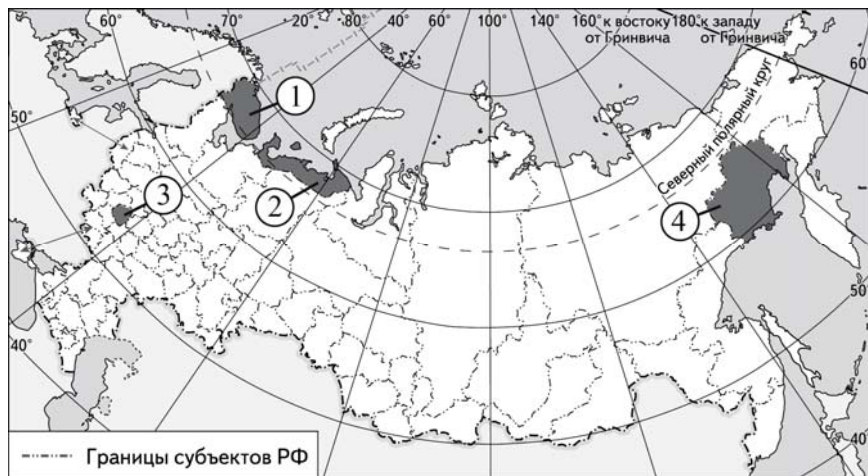 60° 70° 20° 80° 40° 60° 100° 140° 160° к востоку 180° к западу
от Гринвича от Гринвича
60°
50°
Северный полярный круг
1
2
3
4
50°
40°
40°
Границы субъектов РФ